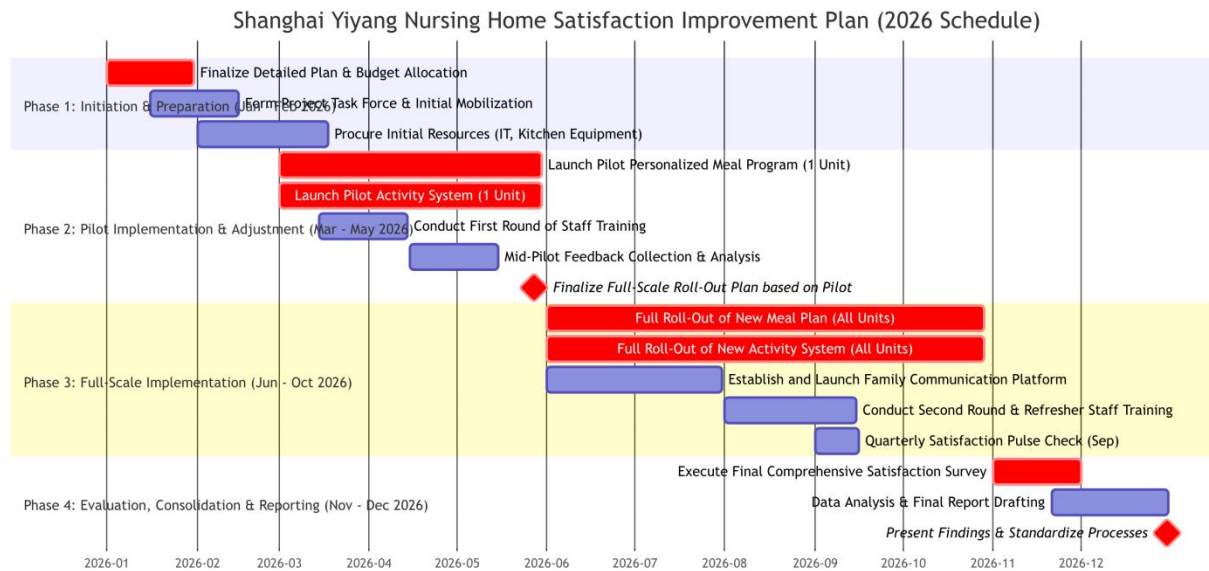 Shanghai Yiyang Nursing Home Satisfaction Improvement Plan (2026 Schedule)
Finalize Detailed Plan & Budget Allocation
Phase 1: Initiation & Preparation (Jan - Feb 2026)
Form Project Task Force & Initial Mobilization
Procure Initial Resources (IT, Kitchen Equipment)
Launch Pilot Personalized Meal Program (1 Unit)
Launch Pilot Activity System (1 Unit)
Phase 2: Pilot Implementation & Adjustment (Mar - May 2026)
Conduct First Round of Staff Training
Mid-Pilot Feedback Collection & Analysis
Finalize Full-Scale Roll-Out Plan based on Pilot
Full Roll-Out of New Meal Plan (All Units)
Full Roll-Out of New Activity System (All Units)
Phase 3: Full-Scale Implementation (Jun - Oct 2026)
Establish and Launch Family Communication Platform
Conduct Second Round & Refresher Staff Training
Quarterly Satisfaction Pulse Check (Sep)
Execute Final Comprehensive Satisfaction Survey
Phase 4: Evaluation, Consolidation & Reporting (Nov - Dec 2026)
Data Analysis & Final Report Drafting
Present Findings & Standardize Processes
2026-01 2026-02 2026-03 2026-04 2026-05 2026-06 2026-07 2026-08 2026-09 2026-10 2026-11 2026-12